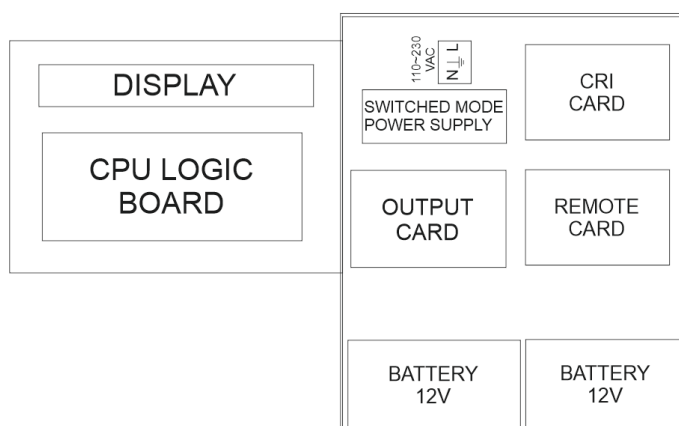 DISPLAY
CPU LOGIC
BOARD
110~230
VAC
N L
SWITCHED MODE
POWER SUPPLY
CRI
CARD
OUTPUT
CARD
REMOTE
CARD
BATTERY
12V
BATTERY
12V